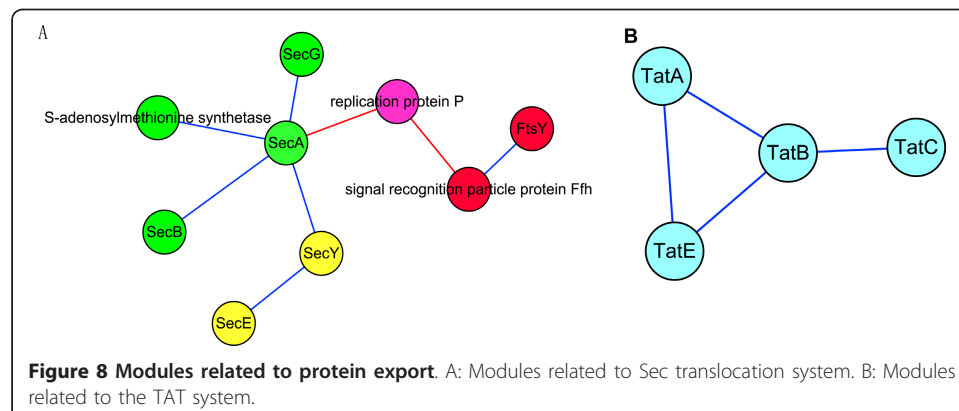 A
SecG
replication protein P
S-adenosylmethionine synthetase
FtsY
SecA
signal recognition particle protein Ffh
SecB
SecY
SecE
B
TatA
TatB
TatC
TatE
Figure 8 Modules related to protein export. A: Modules related to Sec translocation system. B: Modules
related to the TAT system.